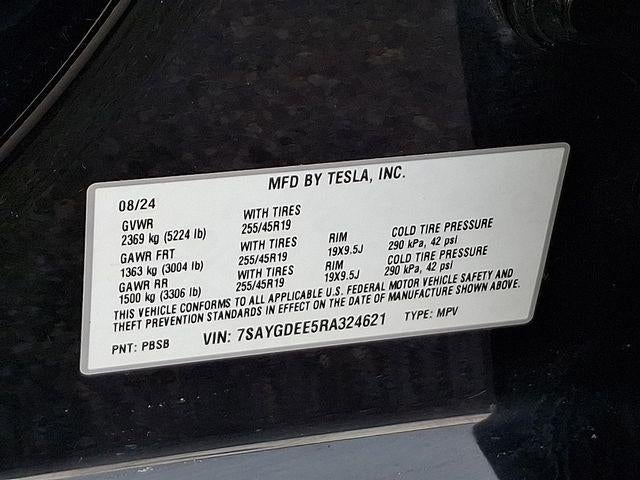 MFD BY TESLA, INC.
08/24
GVWR WITH TIRES
2369 kg (5224 lb) 255/45R19
GAWR FRT WITH TIRES RIM COLD TIRE PRESSURE
1363 kg (3004 lb) 255/45R19 19X9.5J 290 kPa, 42 psi
GAWR RR WITH TIRES RIM COLD TIRE PRESSURE
1500 kg (3306 lb) 255/45R19 19X9.5J 290 kPa, 42 psi
THIS VEHICLE CONFORMS TO ALL APPLICABLE U.S. FEDERAL MOTOR VEHICLE SAFETY AND
THEFT PREVENTION STANDARDS IN EFFECT ON THE DATE OF MANUFACTURE SHOWN ABOVE.
PNT: PBSB VIN: 7SAYGDEE5RA324621 TYPE: MPV